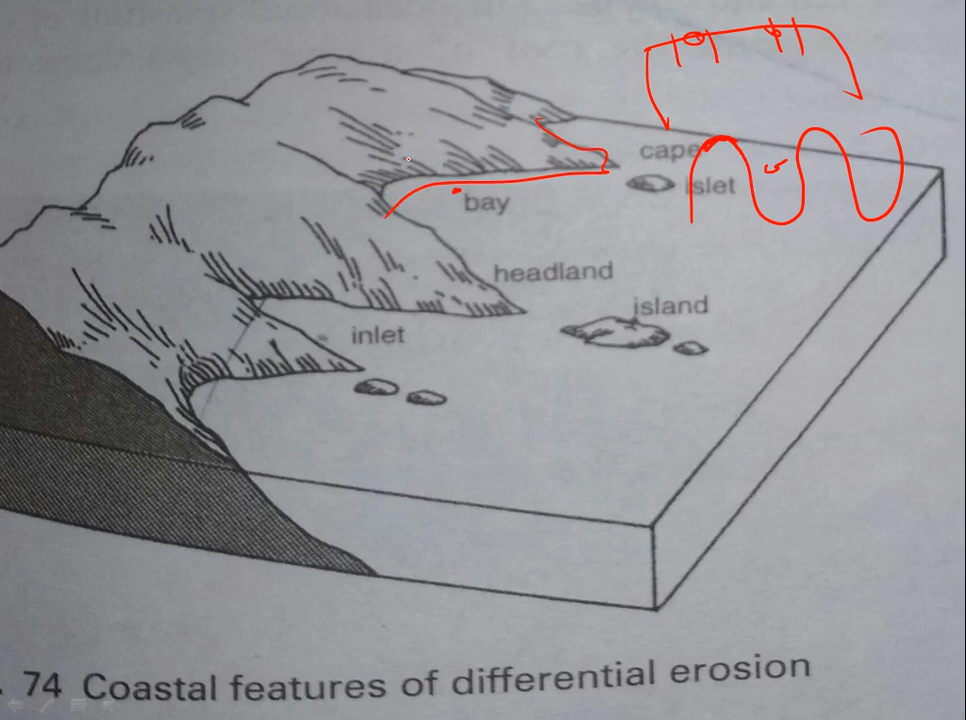 cape
islet
bay
headland
island
inlet
74 Coastal features of differential erosion